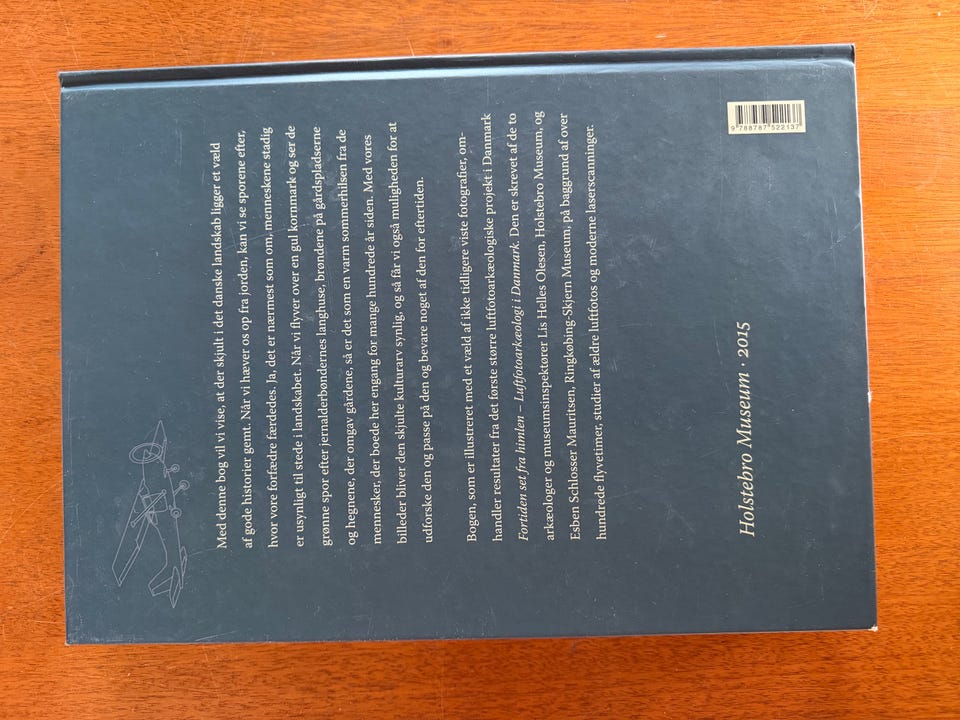 Med denne bog vil vi vise, at der skjult i det danske landskab ligger et væld
af gode historier gemt. Når vi hæver os op fra jorden, kan vi se sporene efter,
hvor vore forfædre færdedes. Ja, det er nærmest som om, menneskene stadig
er usynligt til stede i landskabet. Når vi flyver over en gul kornmark og ser de
grønne spor efter jernalderbøndernes langhuse, brøndene på gårdspladserne
og hegnene, der omgav gårdene, så er det som en varm sommerhilsen fra de
mennesker, der boede her engang for mange hundrede år siden. Med vores
billeder bliver den skjulte kulturarv synlig, og så får vi også muligheden for at
udforske den og passe på den og bevare noget af den for eftertiden.
Bogen, som er illustreret med et væld af ikke tidligere viste fotografier, om-
handler resultater fra det første større luftfotoarkæologiske projekt i Danmark
Fortiden set fra himlen – Luftfotoarkæologi i Danmark. Den er skrevet af de to
arkæologer og museumsinspektører Lis Helles Olesen, Holstebro Museum, og
Esben Schlosser Mauritsen, Ringkøbing-Skjern Museum, på baggrund af over
hundrede flyvetimer, studier af ældre luftfotos og moderne laserscanninger.
Holstebro Museum · 2015
9 788787 522137